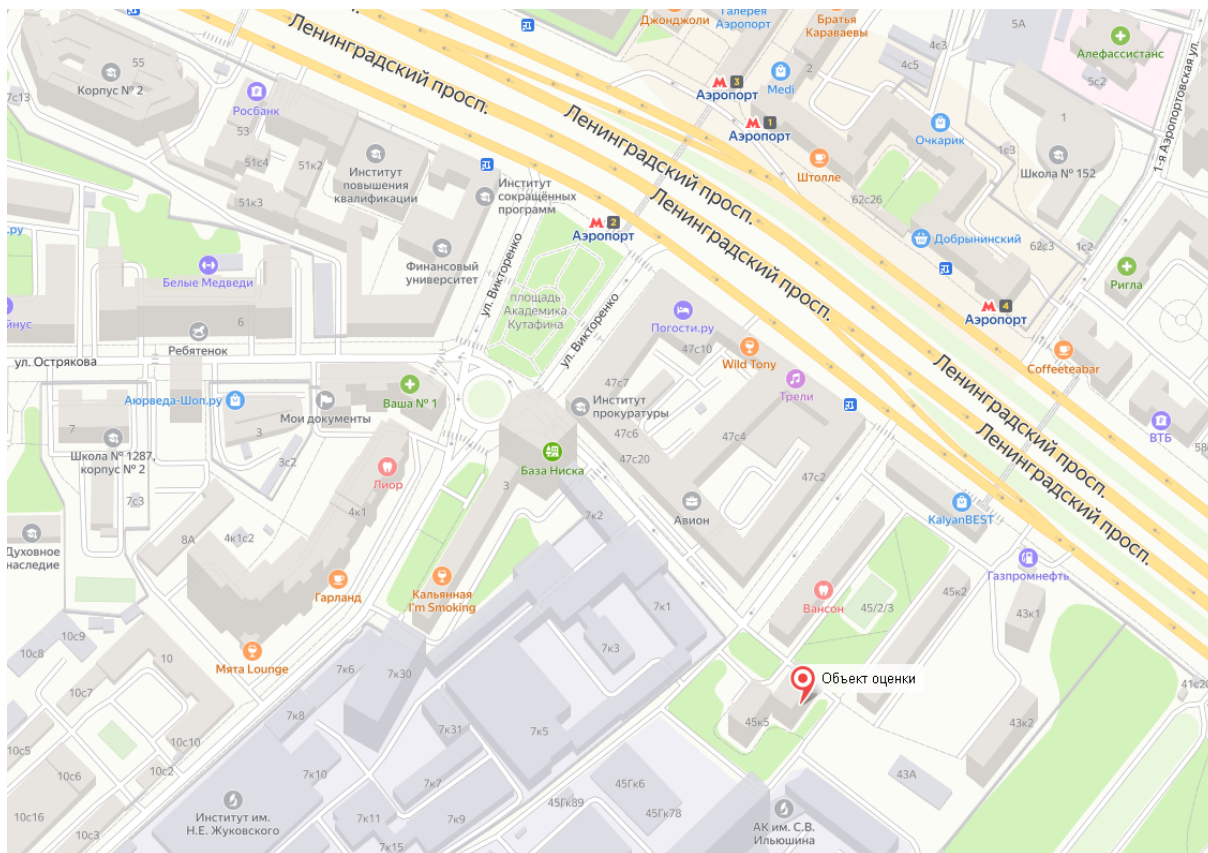 Джонджоли
Галерея
Аэропорт
Братья
Караваевы
5А
4с3
4с5
Алефассистанс
5с2
1-я Аэропортовская ул.
55
Корпус № 2
7с13
Росбанк
Ленинградский просп.
3
Аэропорт
Medi
2
1
Аэропорт
Очкарик
1
1с3
Школа № 152
Штолле
53
51с4
51к2
51к3
Институт
повышения
квалификации
Институт
сокращённых
программ
Ленинградский просп.
62с26
Ленинградский просп.
2
Аэропорт
Добрынинский
62с3
1с2
Ригла
Финансовый
университет
ул. Викторенко
Белые Медведи
6
Ребятенок
площадь
Академика
Кутафина
ул. Викторенко
Погости.ру
47с10
4
Аэропорт
Wild Tony
Трели
Coffeeteabar
ул. Острякова
Ленинградский просп.
Аюрведа-Шоп.ру
Мои документы
Ваша № 1
47с7
Институт
прокуратуры
47с6
47с4
47с20
47с2
ВТБ
Ленинградский просп.
7
Школа № 1287,
корпус № 2
7с3
3
3с2
Лиор
4к1
База Ниска
3
7к2
Авион
KalyanBEST
Духовное
наследие
8А
4к1с2
Гарланд
Кальянная
I'm Smoking
7к1
Вансон
45/2/3
45к2
Газпромнефть
43к1
10с9
10с8
10
10с7
Мята Lounge
7к6
7к30
7к3
Объект оценки
41с20
45к5
43к2
10с5
10с10
10с6
10с2
7к8
7к31
7к5
7к10
7к7
43А
10с16
10с3
Институт им.
Н.Е. Жуковского
7к11
7к9
7к15
45Гк6
45Гк89
45Гк78
АК им. С.В.
Ильюшина